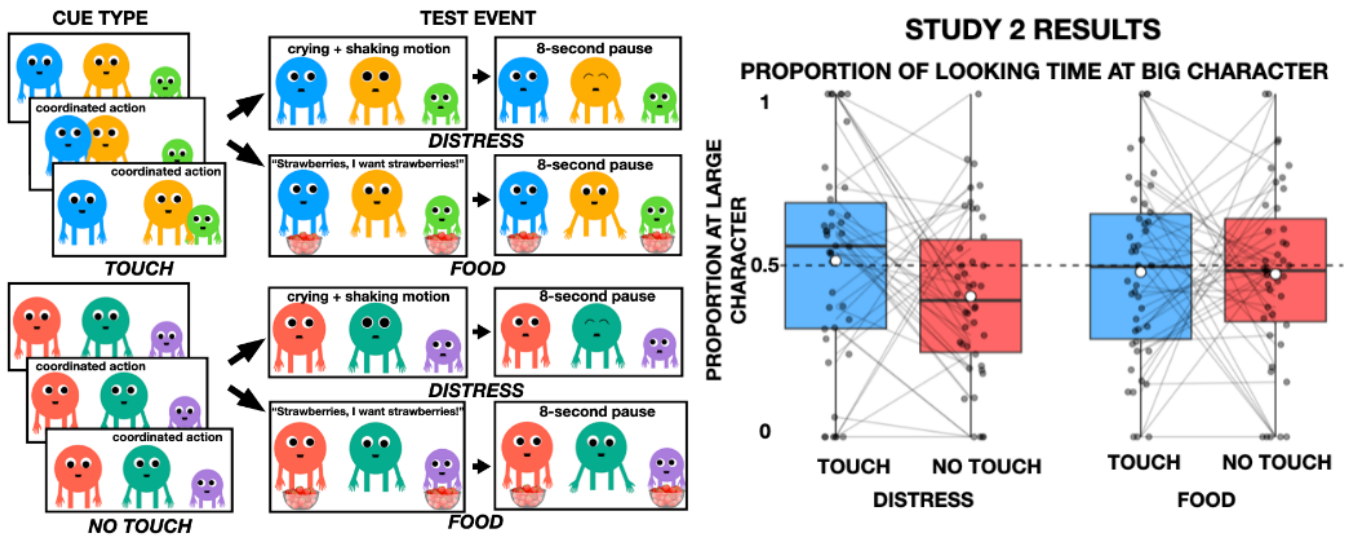 CUE TYPE
TEST EVENT
coordinated action
coordinated action
TOUCH
crying + shaking motion
8-second pause
DISTRESS
"Strawberries, I want strawberries!"
8-second pause
FOOD
coordinated action
coordinated action
NO TOUCH
crying + shaking motion
8-second pause
DISTRESS
"Strawberries, I want strawberries!"
8-second pause
FOOD
STUDY 2 RESULTS
PROPORTION OF LOOKING TIME AT BIG CHARACTER
PROPORTION AT LARGE
CHARACTER
1
0.5
0
TOUCH
NO TOUCH
TOUCH
NO TOUCH
DISTRESS
FOOD